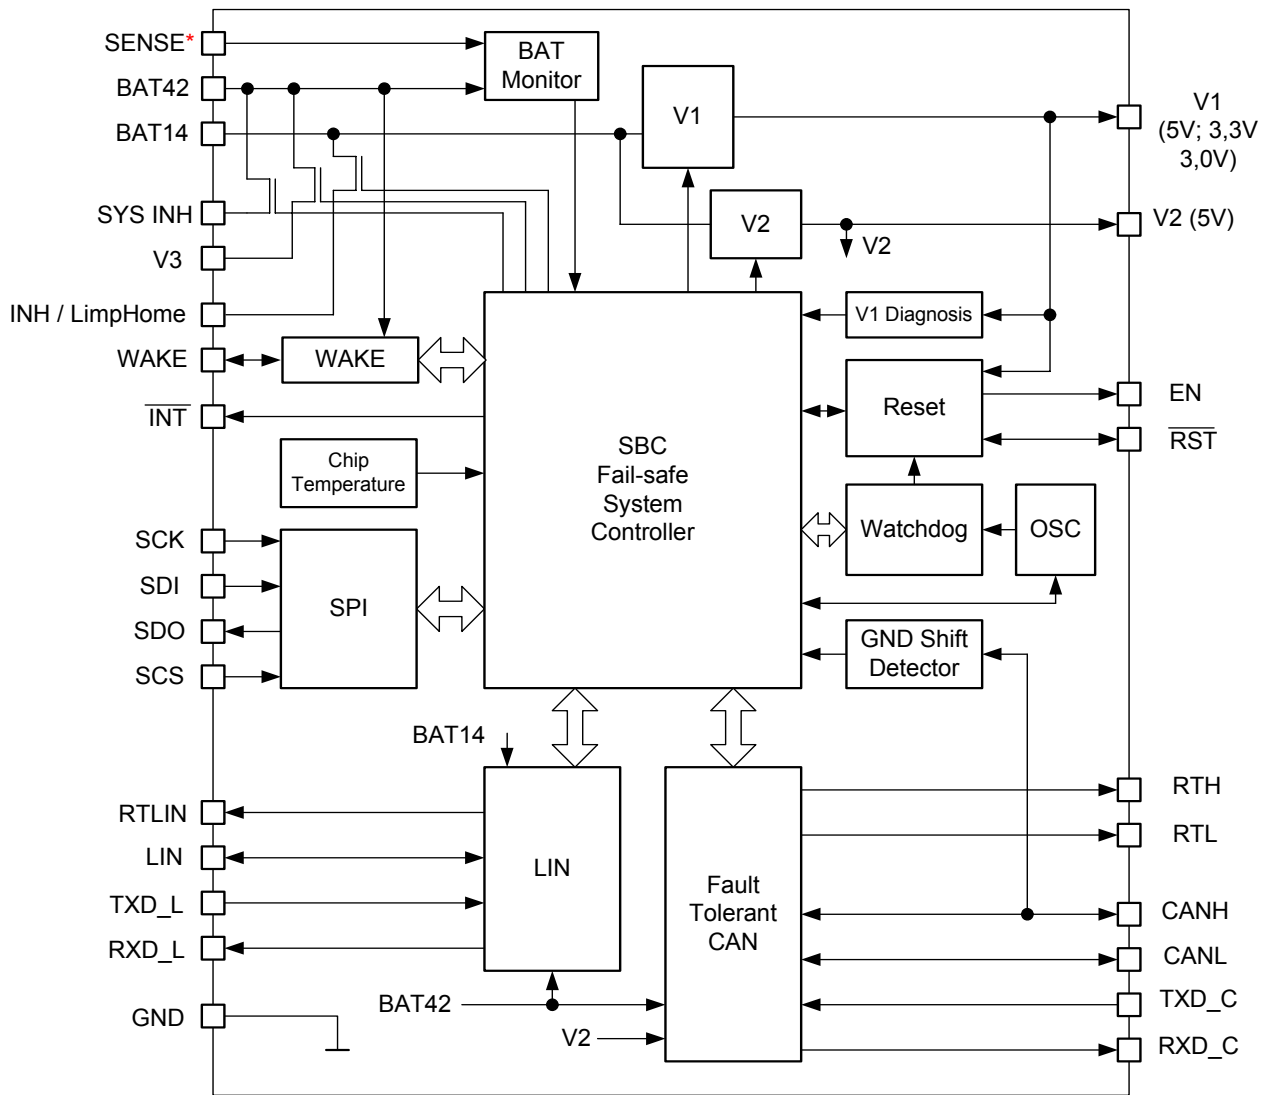 SENSE*
BAT42
BAT14
SYS INH
V3
INH / LimpHome
WAKE
INT
SCK
SDI
SDO
SCS
RTLIN
LIN
TXD_L
RXD_L
GND
BAT
Monitor
V1
V2
V2
WAKE
Chip
Temperature
SPI
SBC
Fail-safe
System
Controller
V1 Diagnosis
Reset
Watchdog
OSC
GND Shift
Detector
BAT14
LIN
Fault
Tolerant
CAN
BAT42
V2
V1
(5V; 3,3V
3,0V)
V2 (5V)
EN
RST
RTH
RTL
CANH
CANL
TXD_C
RXD_C